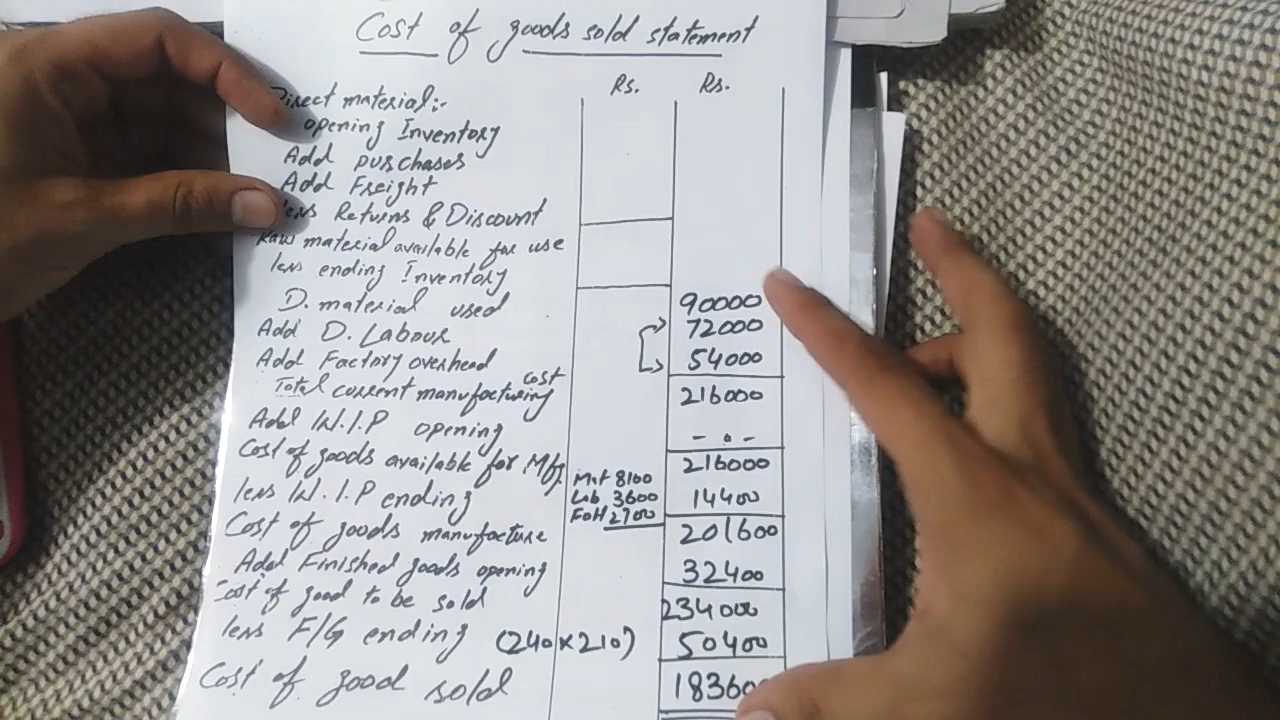 Cost of goods sold statement
Rs. Rs.
Direct material:-
opening Inventory
Add purchases
Add Freight
less Returns & Discount
Raw material available for use
less ending Inventory
D. material used 90000
Add D. Labour 72000
Add Factory overhead 54000
Total current manufacturing cost 216000
Add W.I.P opening - 0 -
Cost of goods available for Mfg 216000
less W.I.P ending Mat 8100 Lab 3600 FoH 2700 14400
Cost of goods manufacture 201600
Add Finished goods opening 32400
Cost of good to be sold 234000
less F/G ending (240×210) 50400
Cost of good sold 183600